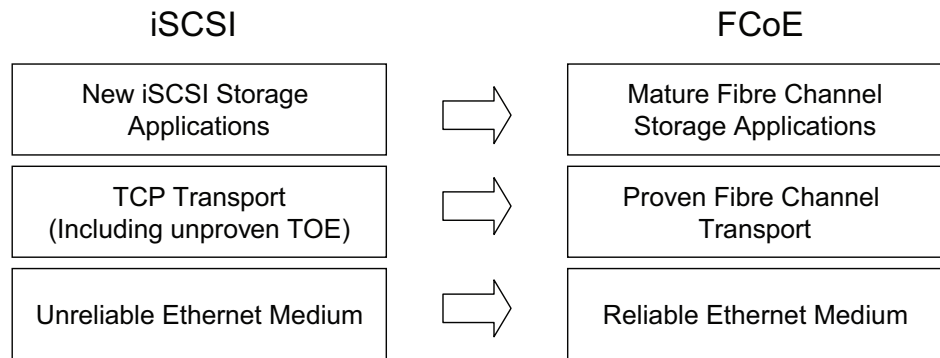 iSCSI
FCoE
New iSCSI Storage
Applications
Mature Fibre Channel
Storage Applications
TCP Transport
(Including unproven TOE)
Proven Fibre Channel
Transport
Unreliable Ethernet Medium
Reliable Ethernet Medium